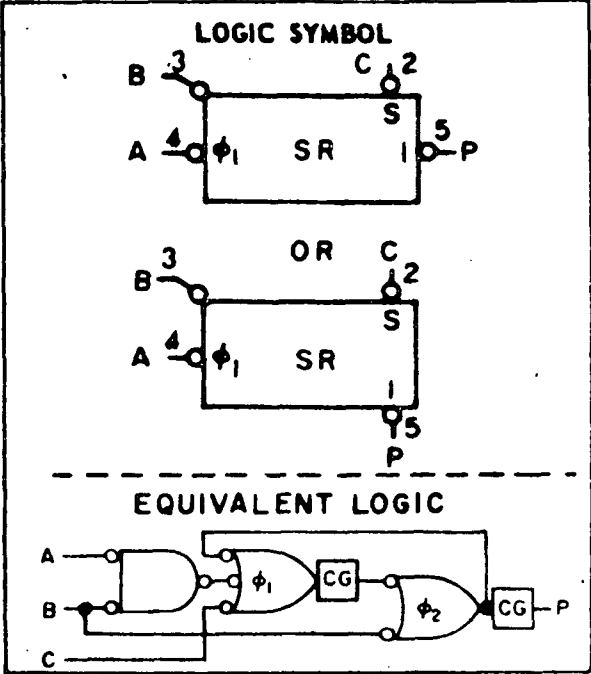 LOGIC SYMBOL
B 3 C 2
S
A 4 ϕ1 SR 1 5 P
OR
B 3 C 2
S
A 4 ϕ1 SR
1
5
P
EQUIVALENT LOGIC
A
ϕ1 CG
B ϕ2 CG P
C